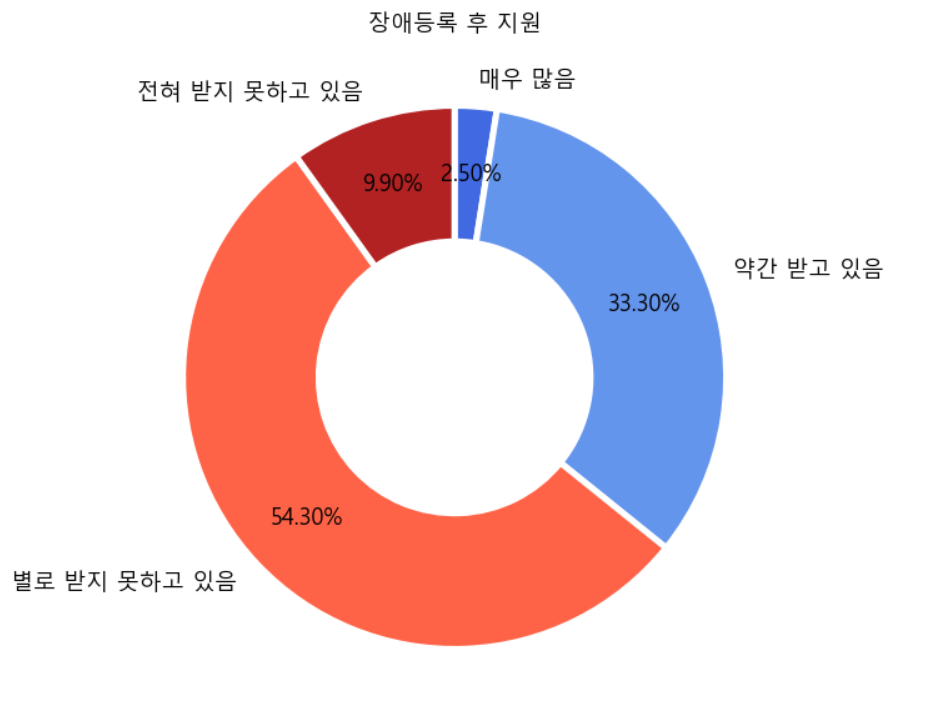 장애등록 후 지원
매우 많음
전혀 받지 못하고 있음
2.50%
9.90%
약간 받고 있음
33.30%
54.30%
별로 받지 못하고 있음